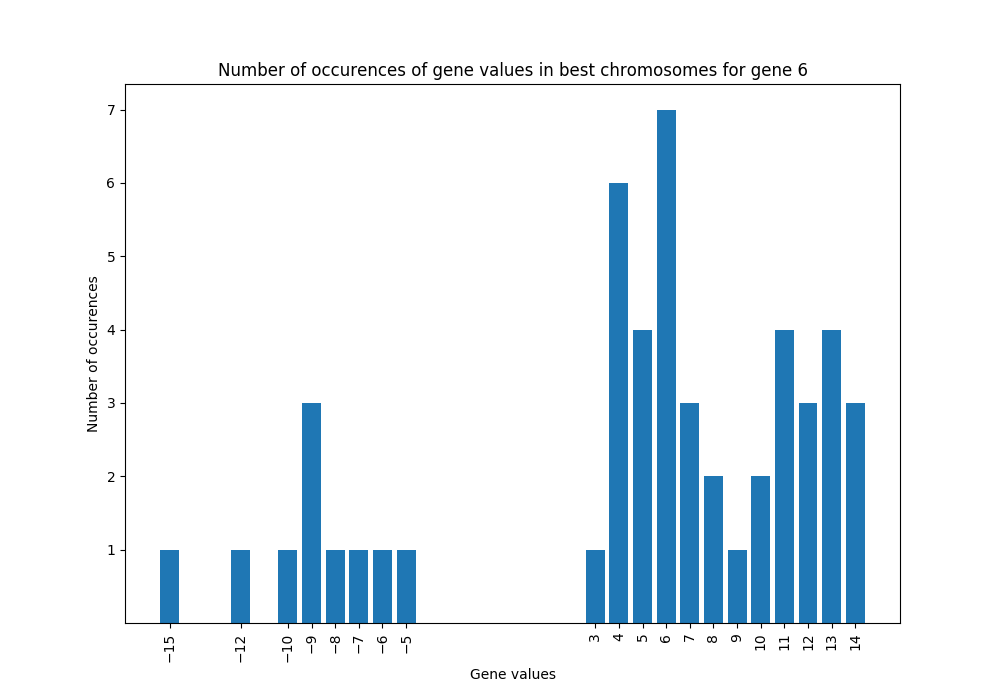 Number of occurences of gene values in best chromosomes for gene 6
7
6
5
4
3
2
1
Number of occurences
−15 −12 −10 −9 −8 −7 −6 −5 3 4 5 6 7 8 9 10 11 12 13 14
Gene values